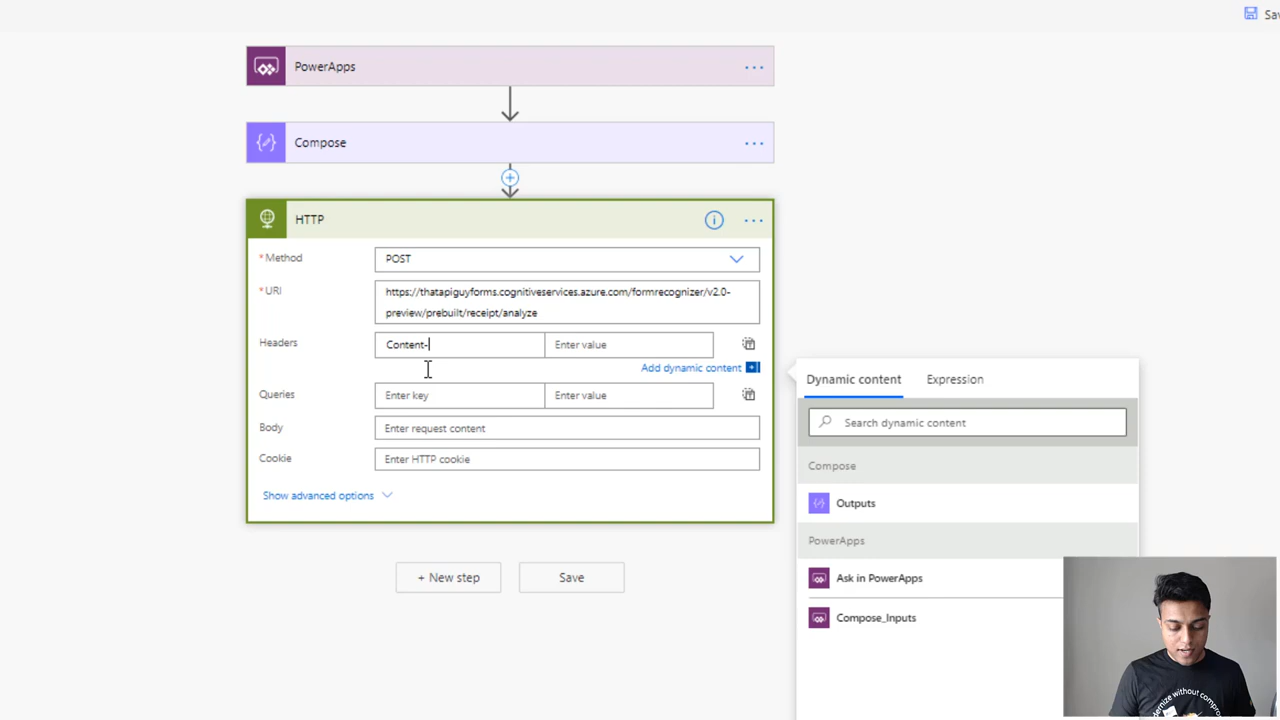 Sav
PowerApps
Compose
HTTP
*Method
POST
*URI
https://thatapiguyforms.cognitiveservices.azure.com/formrecognizer/v2.0-
preview/prebuilt/receipt/analyze
Headers
Content-
Enter value
Add dynamic content
Queries
Enter key
Enter value
Body
Enter request content
Cookie
Enter HTTP cookie
Show advanced options
+ New step
Save
Dynamic content
Expression
Search dynamic content
Compose
Outputs
PowerApps
Ask in PowerApps
Compose_Inputs